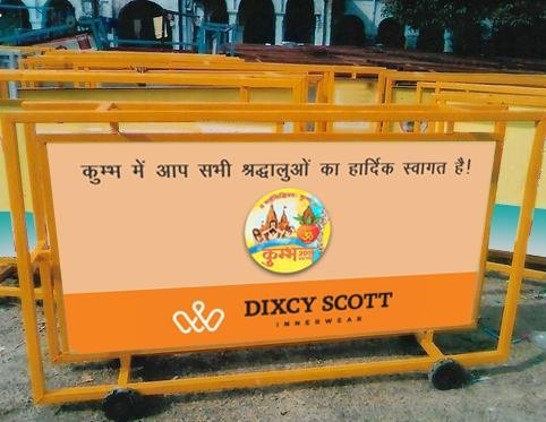 कुम्भ में आप सभी श्रद्धालुओं का हार्दिक स्वागत है!
कुम्भ
DIXCY SCOTT
INNERWEAR